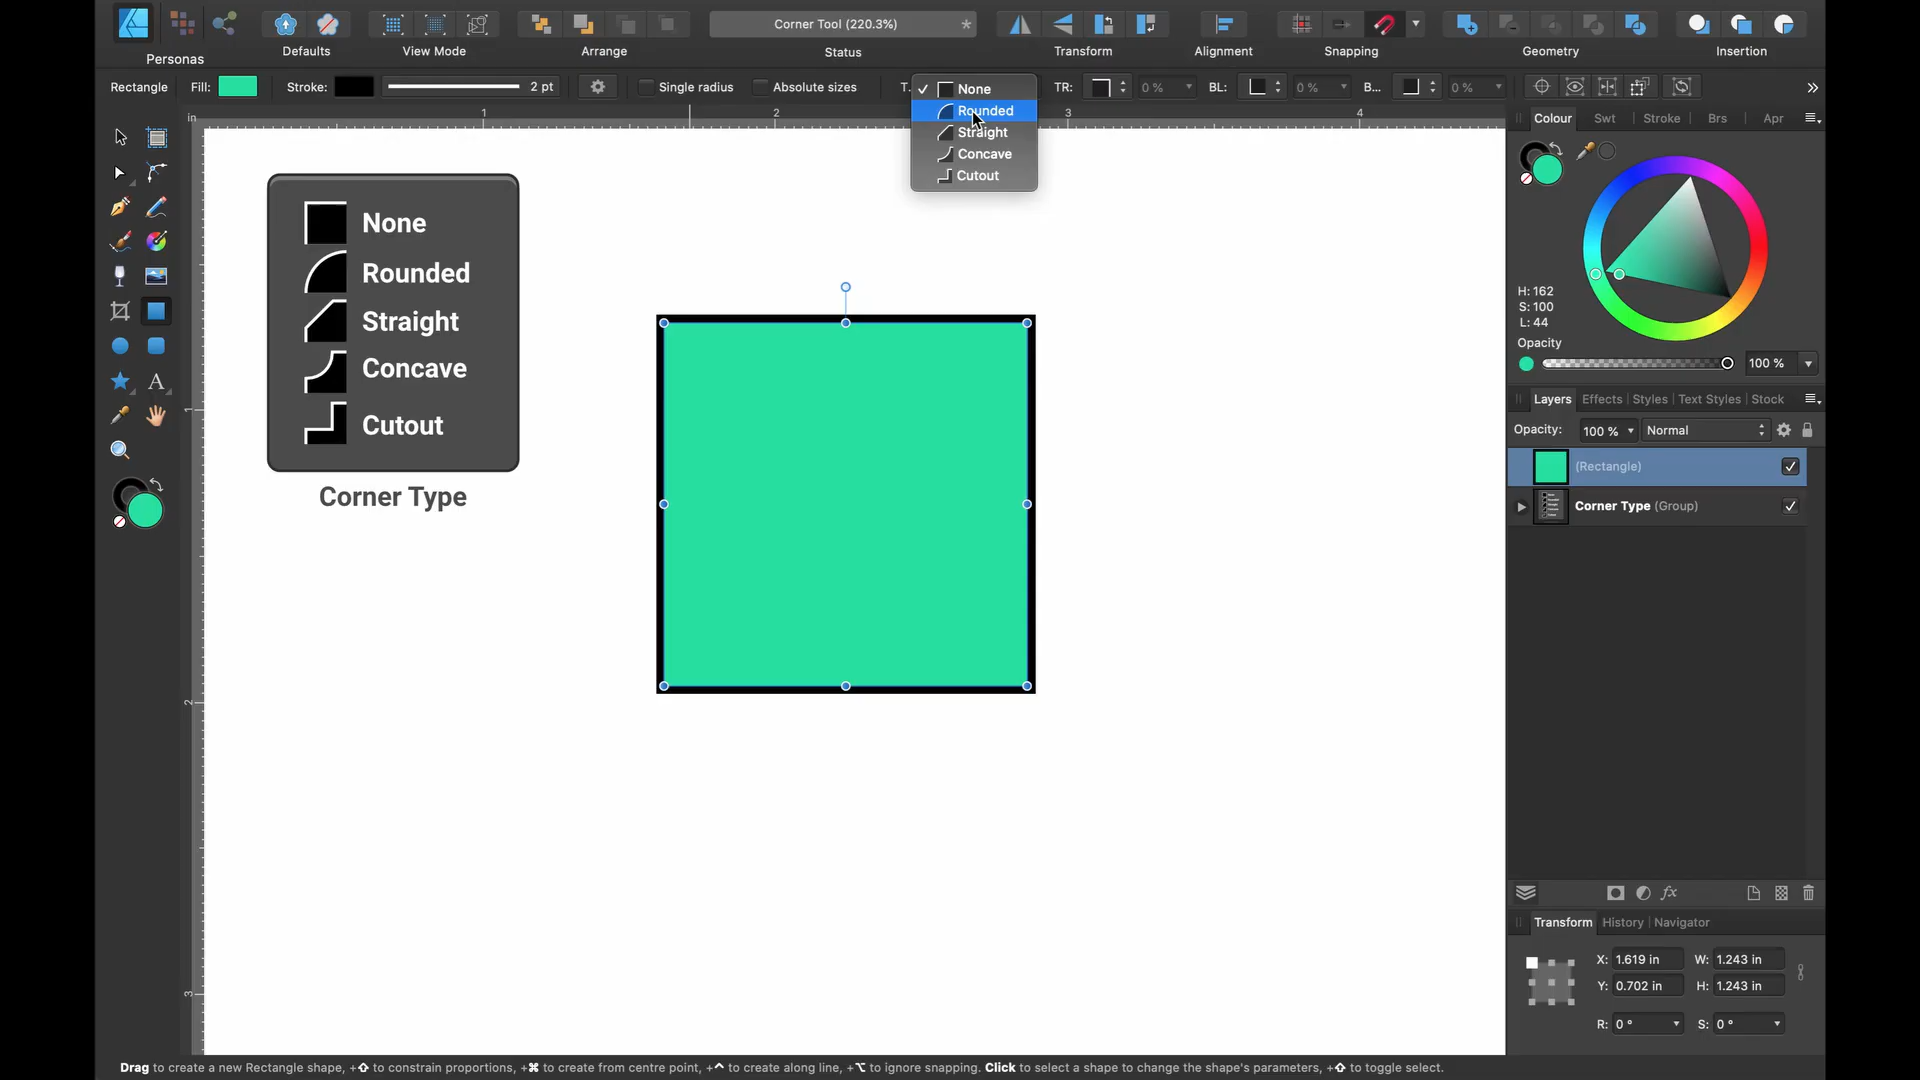 Corner Tool (220.3%) *
Personas
Defaults
View Mode
Arrange
Status
Transform
Alignment
Snapping
Geometry
Insertion
Rectangle Fill: Stroke: 2 pt Single radius Absolute sizes T. TR: 0 % BL: 0 % B... 0 %
None
Rounded
Straight
Concave
Cutout
in
1
2
3
4
1
2
3
None
Rounded
Straight
Concave
Cutout
Corner Type
Colour Swt Stroke Brs Apr
H: 162
S: 100
L: 44
Opacity
100 %
Layers Effects Styles Text Styles Stock
Opacity: 100 % Normal
(Rectangle)
Corner Type (Group)
fx
Transform History Navigator
X: 1.619 in W: 1.243 in
Y: 0.702 in H: 1.243 in
R: 0 ° S: 0 °
Drag to create a new Rectangle shape, +⇧ to constrain proportions, +⌘ to create from centre point, +^ to create along line, +⌥ to ignore snapping. Click to select a shape to change the shape's parameters, +⇧ to toggle select.